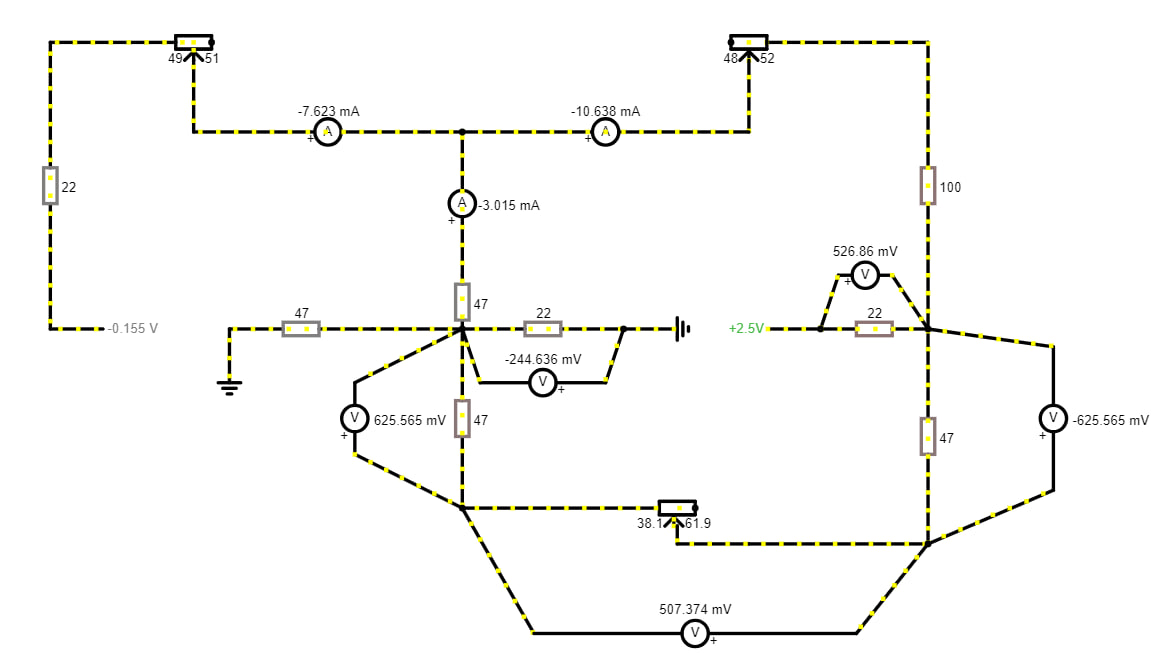 49 51
48 52
-7.623 mA
A
+
-10.638 mA
A
+
22
100
A
-3.015 mA
+
526.86 mV
V
+
47
47
22
22
-0.155 V
+2.5V
-244.636 mV
V
+
V
625.565 mV
+
47
47
V
-625.565 mV
+
38.1 61.9
507.374 mV
V
+